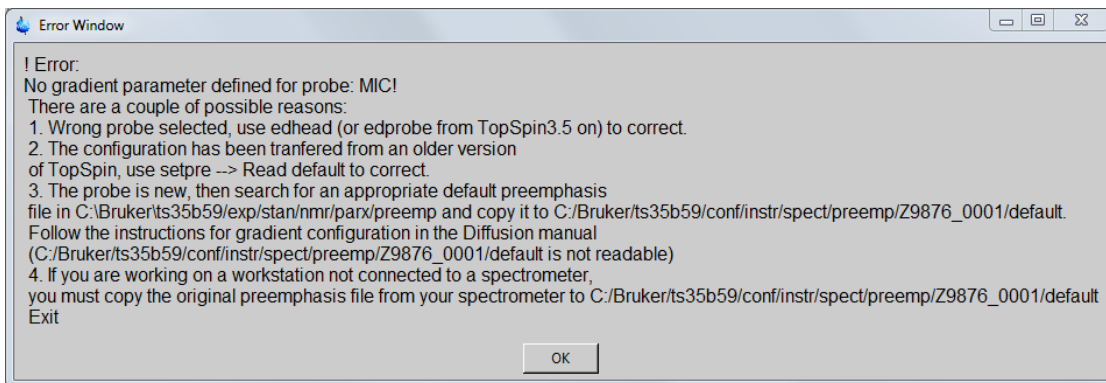 Error Window
! Error:
No gradient parameter defined for probe: MIC!
There are a couple of possible reasons:
1. Wrong probe selected, use edhead (or edprobe from TopSpin3.5 on) to correct.
2. The configuration has been tranfered from an older version
of TopSpin, use setpre --> Read default to correct.
3. The probe is new, then search for an appropriate default preemphasis
file in C:\Bruker\ts35b59/exp/stan/nmr/parx/preemp and copy it to C:/Bruker/ts35b59/conf/instr/spect/preemp/Z9876_0001/default.
Follow the instructions for gradient configuration in the Diffusion manual
(C:/Bruker/ts35b59/conf/instr/spect/preemp/Z9876_0001/default is not readable)
4. If you are working on a workstation not connected to a spectrometer,
you must copy the original preemphasis file from your spectrometer to C:/Bruker/ts35b59/conf/instr/spect/preemp/Z9876_0001/default
Exit
OK